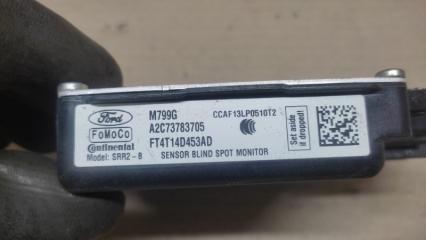 Ford
FoMoCo
Continental
Model: SRR2-B
M799G
A2C73783705
FT4T14D453AD
SENSOR BLIND SPOT MONITOR
CCAF13LP0510T2
Set aside
if dropped!